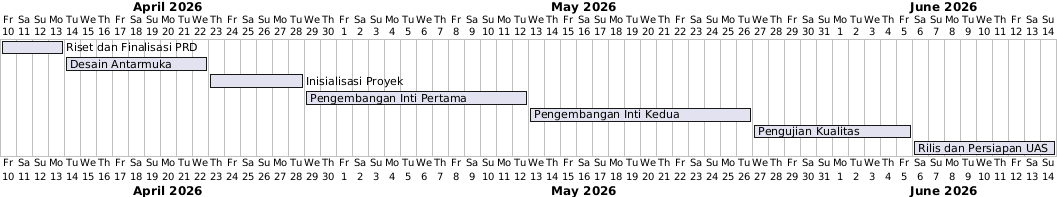 April 2026 May 2026 June 2026
Fr Sa Su Mo Tu We Th Fr Sa Su Mo Tu We Th Fr Sa Su Mo Tu We Th Fr Sa Su Mo Tu We Th Fr Sa Su Mo Tu We Th Fr Sa Su Mo Tu We Th Fr Sa Su Mo Tu We Th Fr Sa Su Mo Tu We Th Fr Sa Su Mo Tu We Th Fr Sa Su
10 11 12 13 14 15 16 17 18 19 20 21 22 23 24 25 26 27 28 29 30 1 2 3 4 5 6 7 8 9 10 11 12 13 14 15 16 17 18 19 20 21 22 23 24 25 26 27 28 29 30 31 1 2 3 4 5 6 7 8 9 10 11 12 13 14
Riset dan Finalisasi PRD
Desain Antarmuka
Inisialisasi Proyek
Pengembangan Inti Pertama
Pengembangan Inti Kedua
Pengujian Kualitas
Rilis dan Persiapan UAS
Fr Sa Su Mo Tu We Th Fr Sa Su Mo Tu We Th Fr Sa Su Mo Tu We Th Fr Sa Su Mo Tu We Th Fr Sa Su Mo Tu We Th Fr Sa Su Mo Tu We Th Fr Sa Su Mo Tu We Th Fr Sa Su Mo Tu We Th Fr Sa Su Mo Tu We Th Fr Sa Su
10 11 12 13 14 15 16 17 18 19 20 21 22 23 24 25 26 27 28 29 30 1 2 3 4 5 6 7 8 9 10 11 12 13 14 15 16 17 18 19 20 21 22 23 24 25 26 27 28 29 30 31 1 2 3 4 5 6 7 8 9 10 11 12 13 14
April 2026 May 2026 June 2026